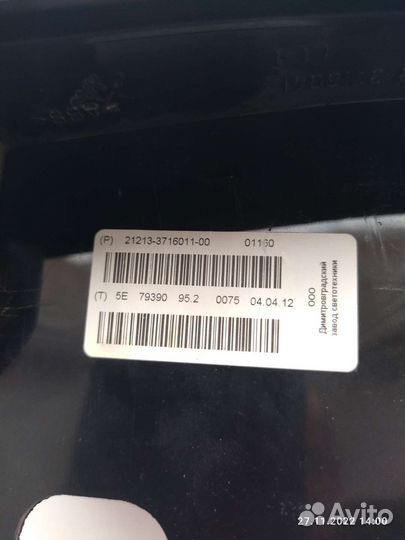 (P) 21213-3716011-00 01160
(T) 5E 79390 95.2 0075 04.04.12
ООО
Димитровградский
завод светотехники
27.11.2022 14:00
Avito